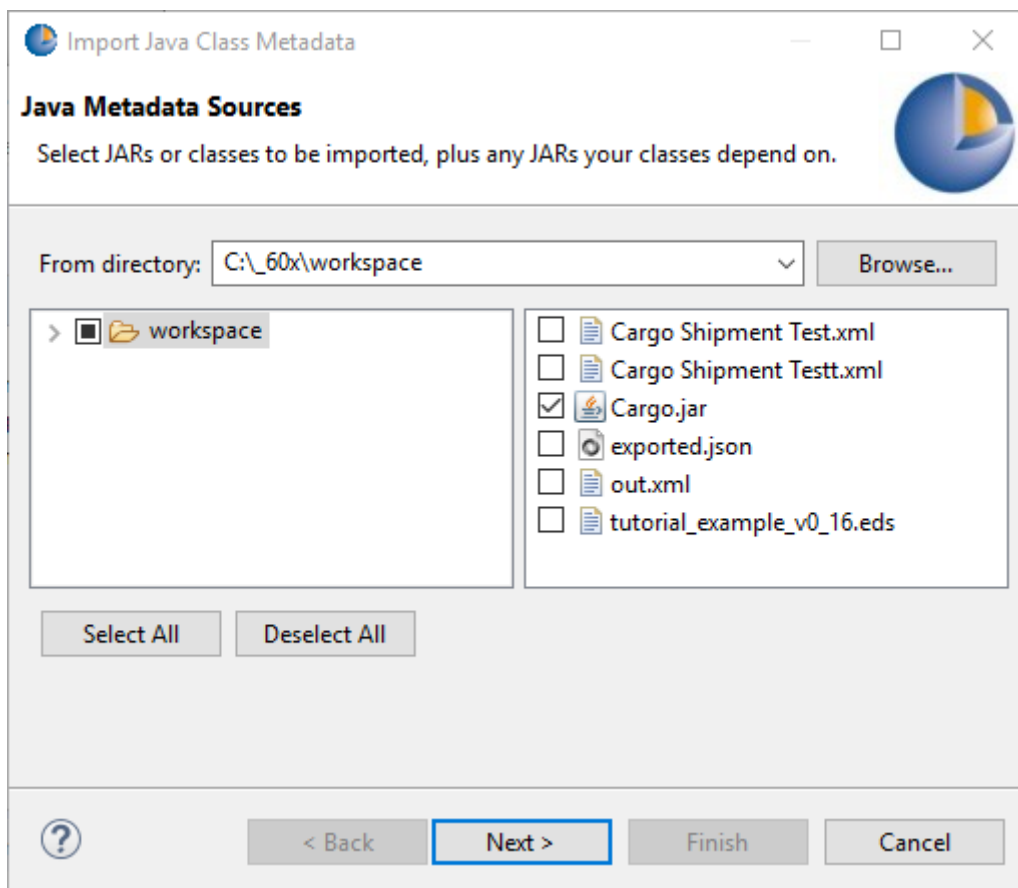 Import Java Class Metadata
Java Metadata Sources
Select JARs or classes to be imported, plus any JARs your classes depend on.
From directory: C:\_60x\workspace Browse...
workspace
Cargo Shipment Test.xml
Cargo Shipment Testt.xml
Cargo.jar
exported.json
out.xml
tutorial_example_v0_16.eds
Select All Deselect All
? < Back Next > Finish Cancel